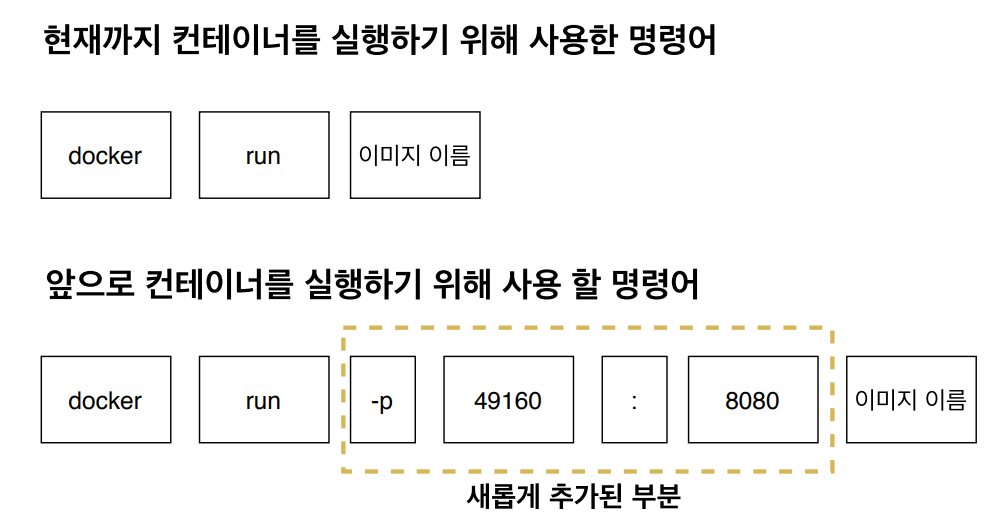 현재까지 컨테이너를 실행하기 위해 사용한 명령어
docker run 이미지 이름
앞으로 컨테이너를 실행하기 위해 사용 할 명령어
docker run -p 49160 : 8080 이미지 이름
새롭게 추가된 부분